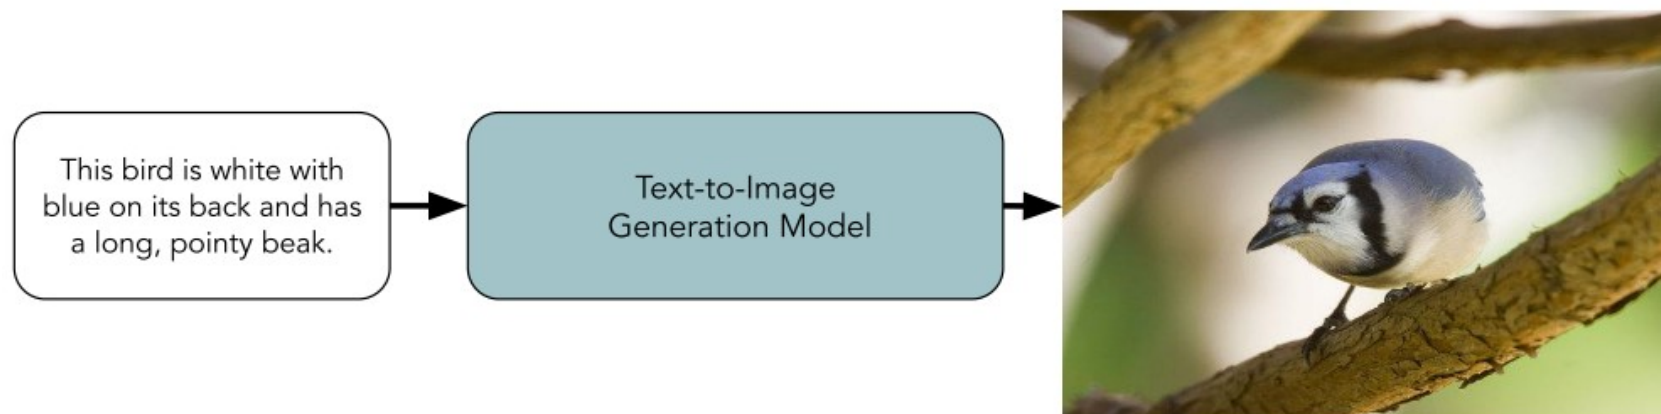 This bird is white with
blue on its back and has
a long, pointy beak.
Text-to-Image
Generation Model